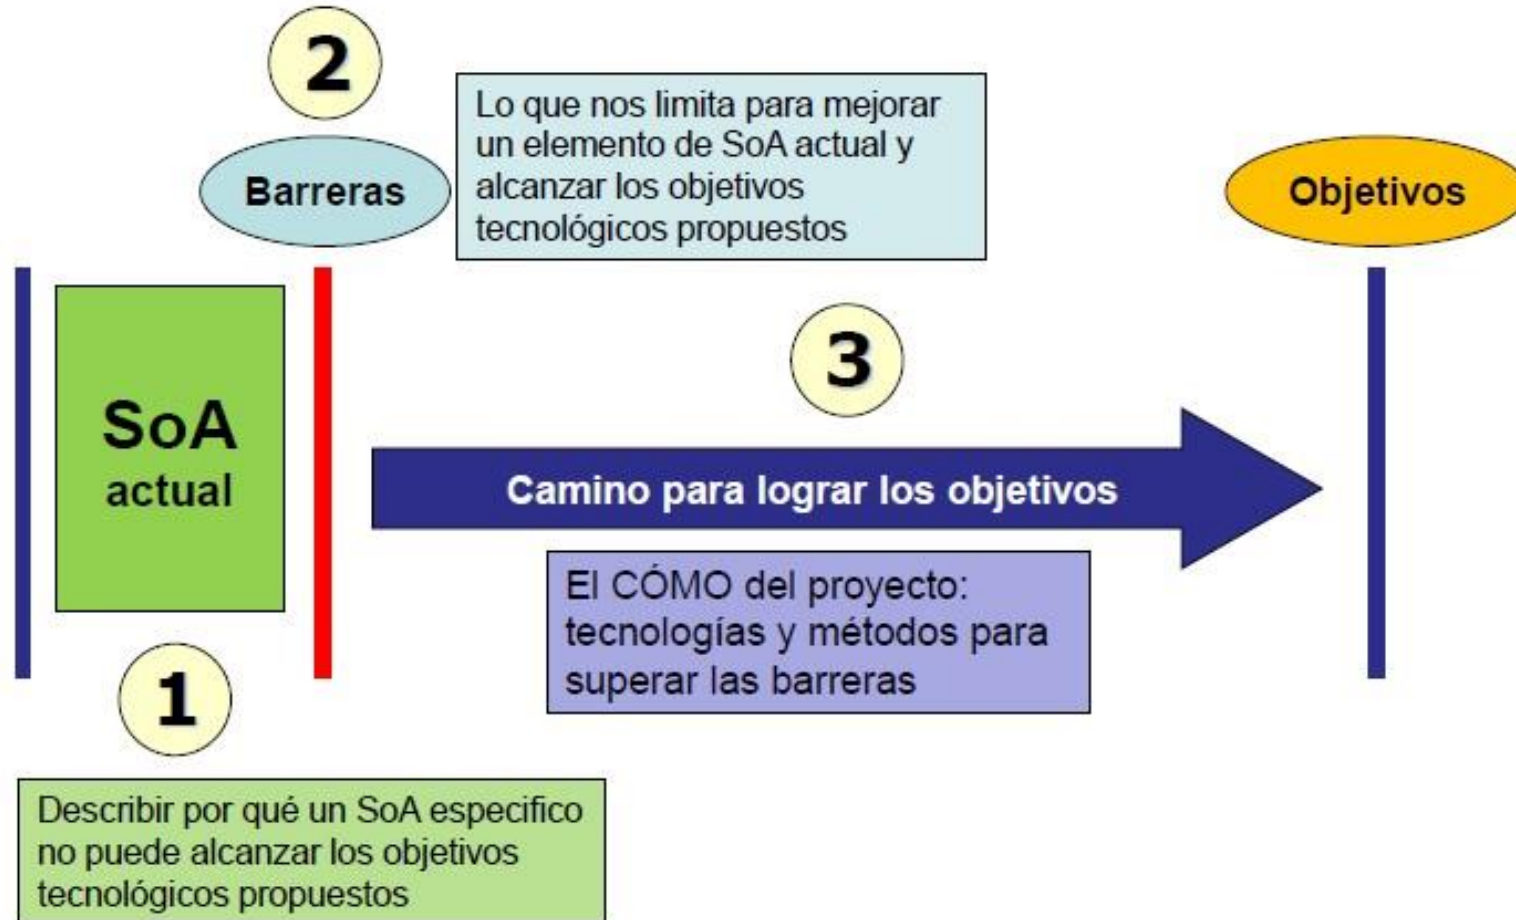 2
Barreras
Lo que nos limita para mejorar
un elemento de SoA actual y
alcanzar los objetivos
tecnológicos propuestos
Objetivos
SoA
actual
3
Camino para lograr los objetivos
El CÓMO del proyecto:
tecnologías y métodos para
superar las barreras
1
Describir por qué un SoA especifico
no puede alcanzar los objetivos
tecnológicos propuestos